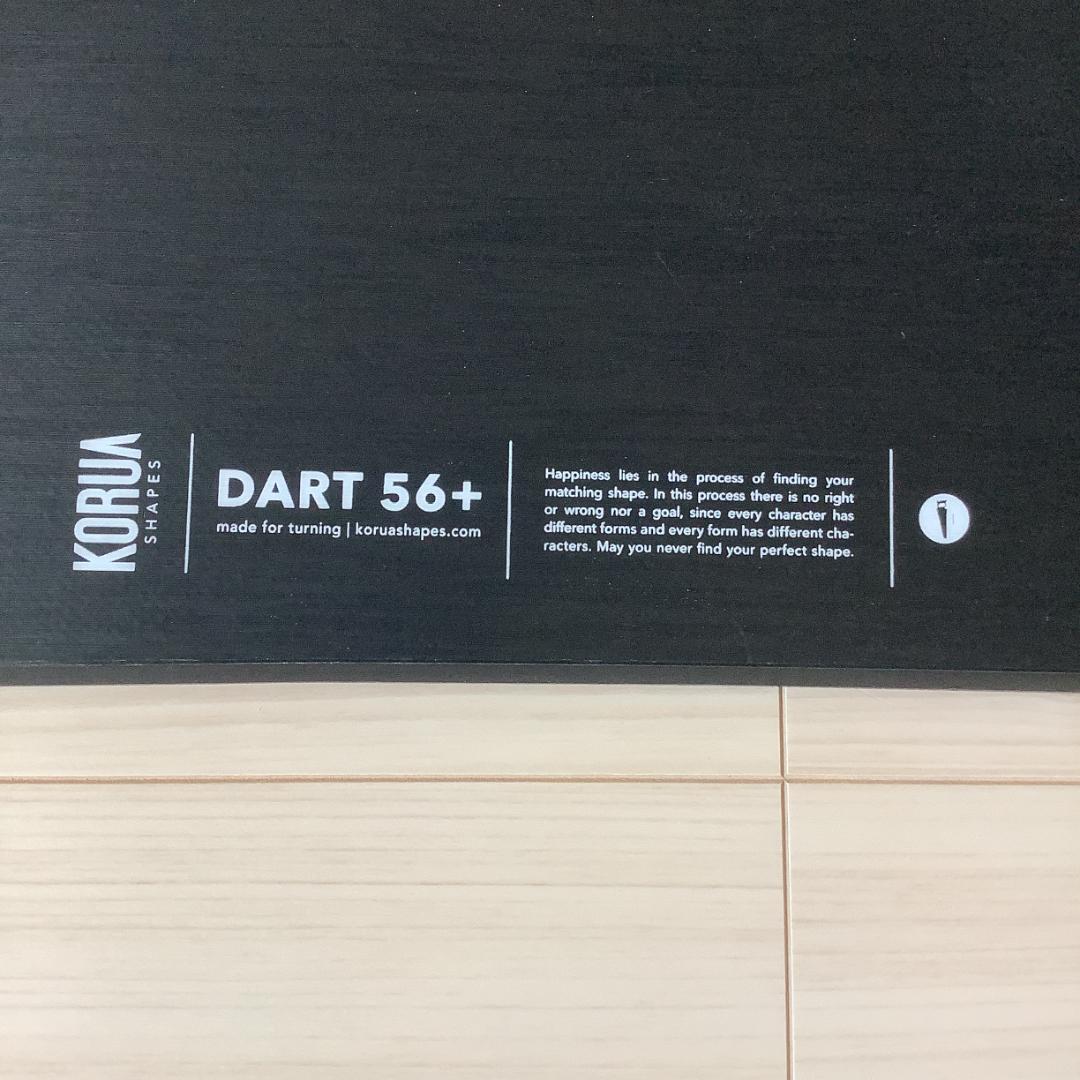 KORUA
SHAPES
DART 56+
made for turning | koruashapes.com
Happiness lies in the process of finding your
matching shape. In this process there is no right
or wrong nor a goal, since every character has
different forms and every form has different cha-
racters. May you never find your perfect shape.